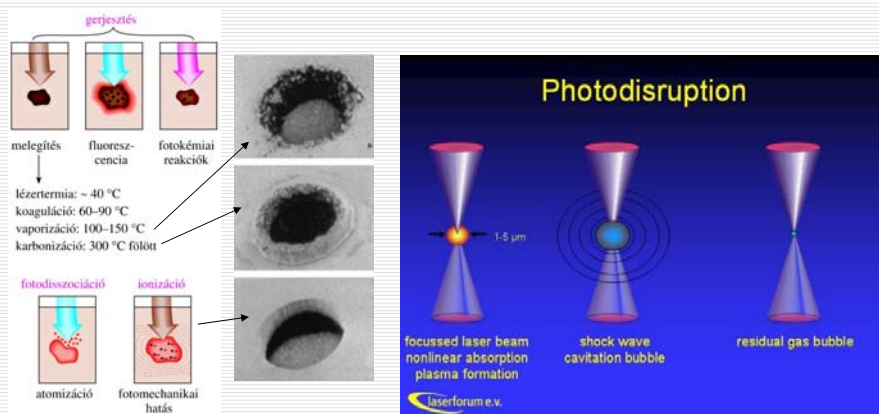 gerjesztés
melegítés
fluoresz-
cencia
fotokémiai
reakciók
lézertermia: ~ 40 °C
koaguláció: 60–90 °C
vaporizáció: 100–150 °C
karbonizáció: 300 °C fölött
fotodisszociáció
ionizáció
atomizáció
fotomechanikai
hatás
Photodisruption
1-5 µm
focussed laser beam
nonlinear absorption
plasma formation
shock wave
cavitation bubble
residual gas bubble
laserforum e.v.